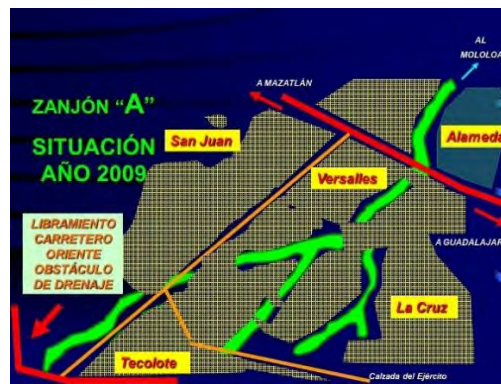 AL
MOLOLOA
A MAZATLÁN
ZANJÓN "A"
San Juan
Alameda
SITUACIÓN
AÑO 2009
Versalles
LIBRAMIENTO
CARRETERO
ORIENTE
OBSTÁCULO
DE DRENAJE
A GUADALAJAR
La Cruz
Tecolote
Calzada del Ejército